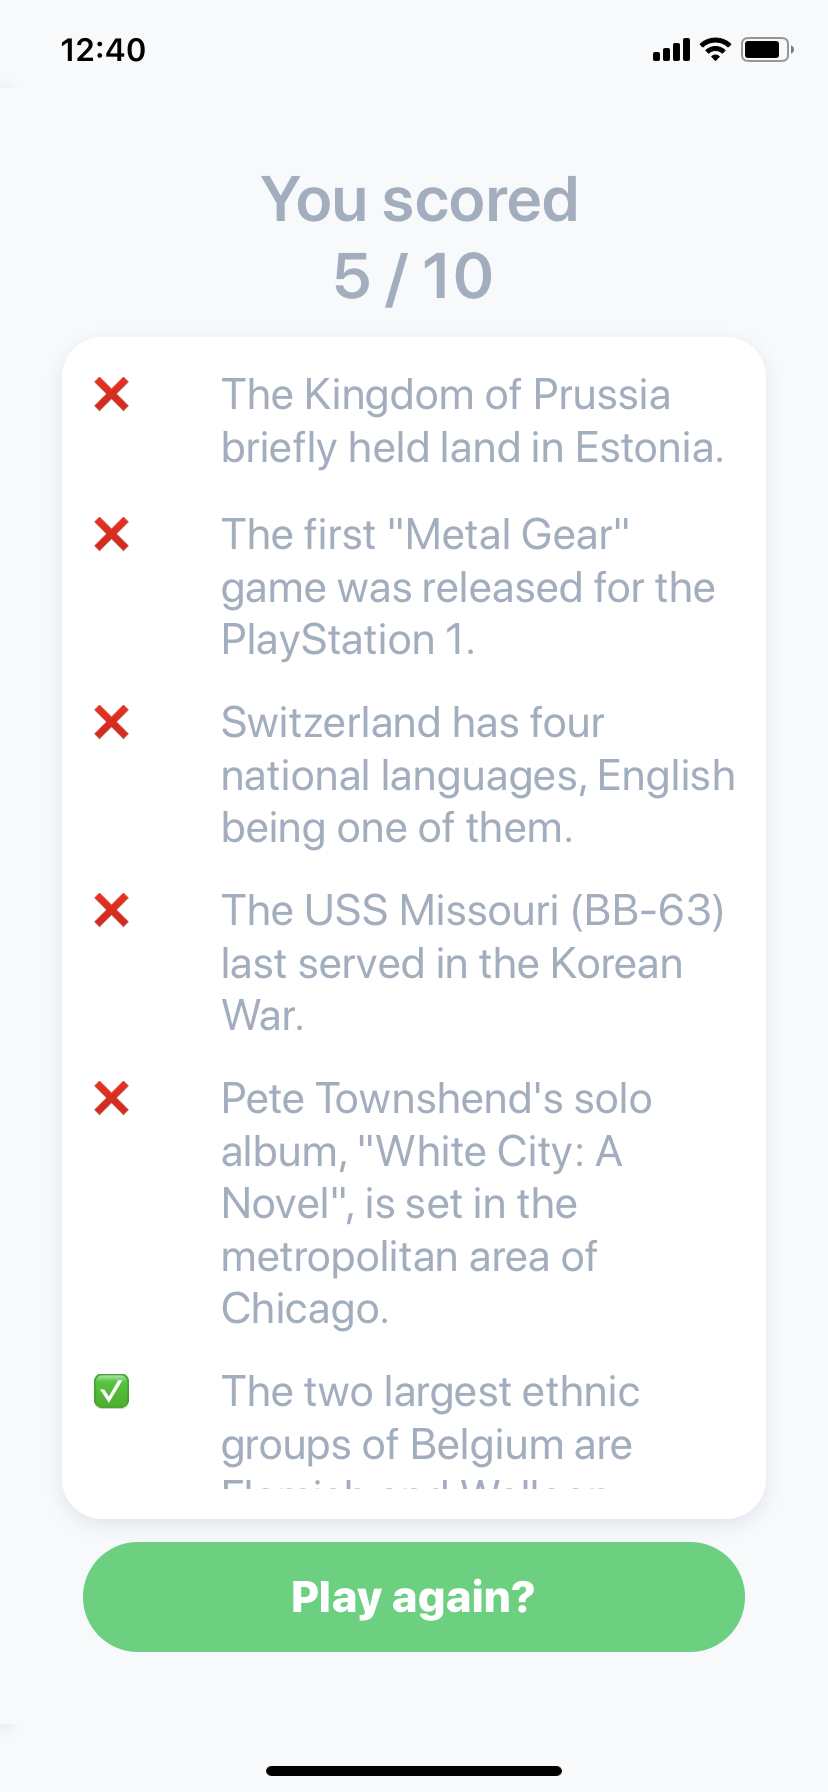 12:40
You scored
5 / 10
The Kingdom of Prussia
briefly held land in Estonia.
The first "Metal Gear"
game was released for the
PlayStation 1.
Switzerland has four
national languages, English
being one of them.
The USS Missouri (BB-63)
last served in the Korean
War.
Pete Townshend's solo
album, "White City: A
Novel", is set in the
metropolitan area of
Chicago.
The two largest ethnic
groups of Belgium are
Play again?